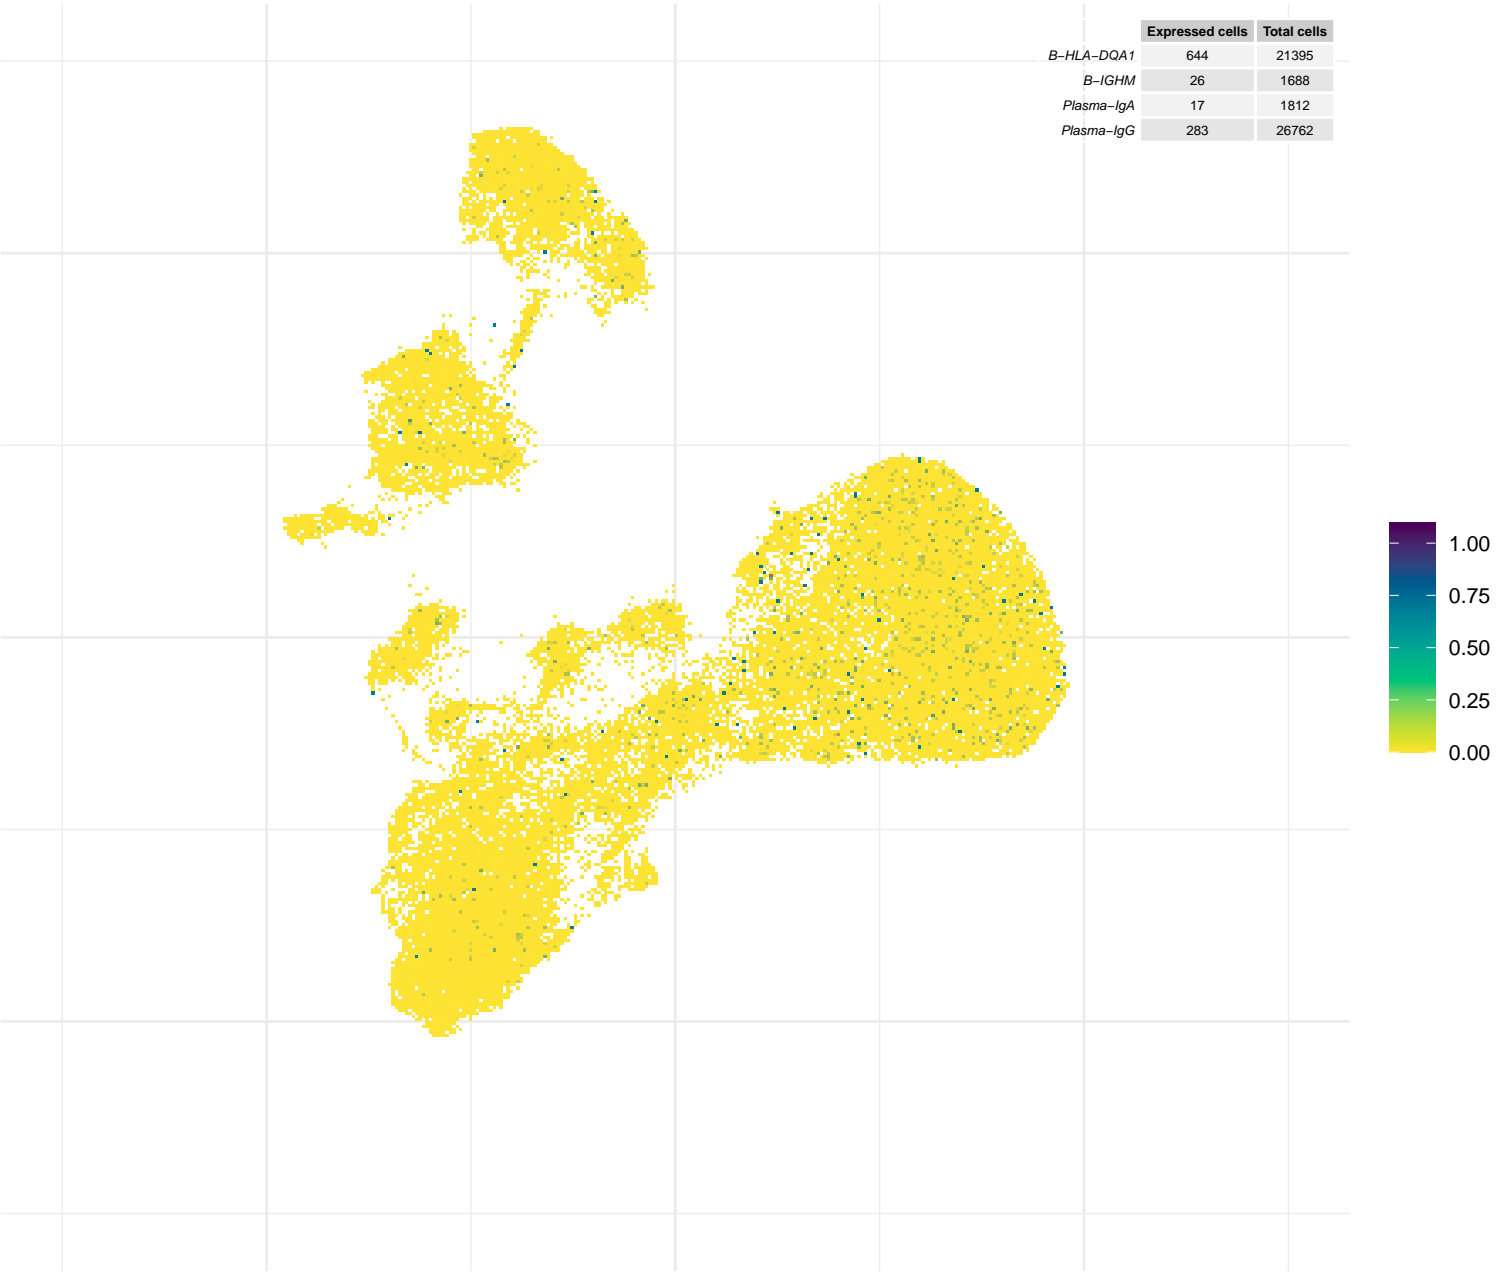 Expressed cells Total cells
B−HLA−DQA1 644 21395
B−IGHM 26 1688
Plasma−IgA 17 1812
Plasma−IgG 283 26762
1.00
0.75
0.50
0.25
0.00